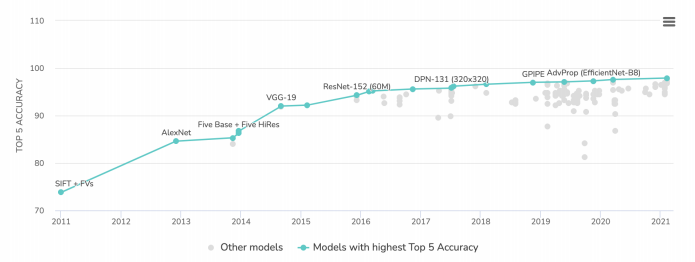 110
100
90
80
70
TOP 5 ACCURACY
SIFT + FVs
AlexNet
Five Base + Five HiRes
VGG-19
ResNet-152 (60M)
DPN-131 (320x320)
GPIPE
AdvProp (EfficientNet-B8)
2011 2012 2013 2014 2015 2016 2017 2018 2019 2020 2021
Other models
Models with highest Top 5 Accuracy